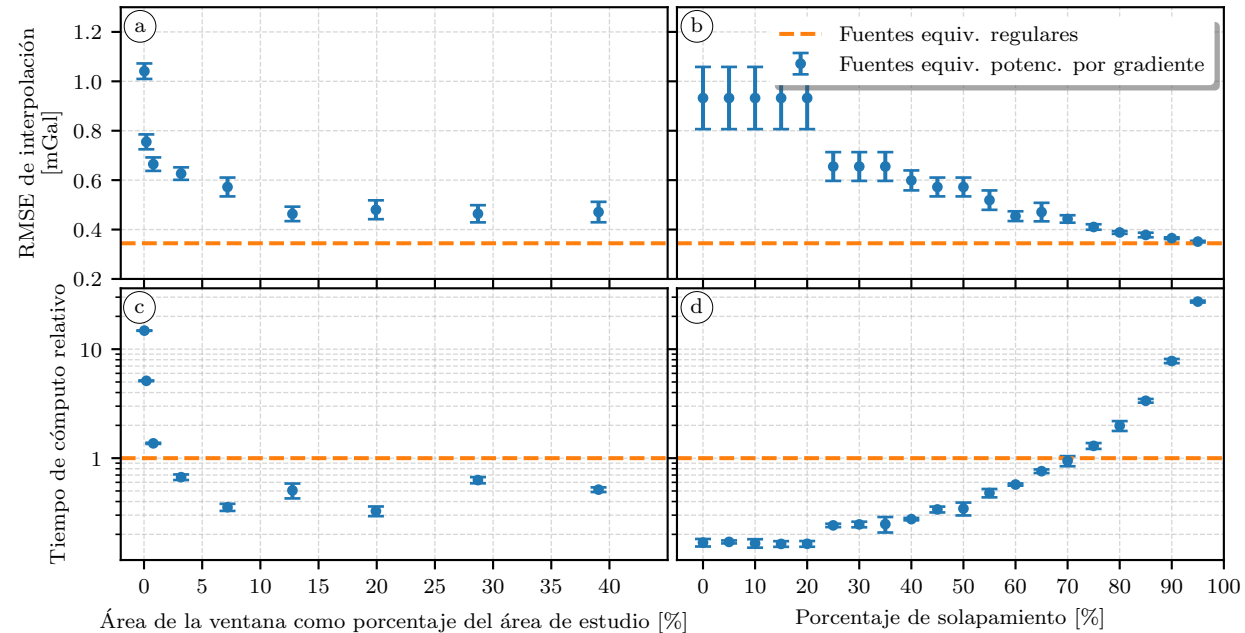 a
b
Fuentes equiv. regulares
Fuentes equiv. potenc. por gradiente
RMSE de interpolación
[mGal]
1.2
1.0
0.8
0.6
0.4
0.2
c
d
Tiempo de cómputo relativo
10
1
0 5 10 15 20 25 30 35 40
0 10 20 30 40 50 60 70 80 90 100
Área de la ventana como porcentaje del área de estudio [%]
Porcentaje de solapamiento [%]